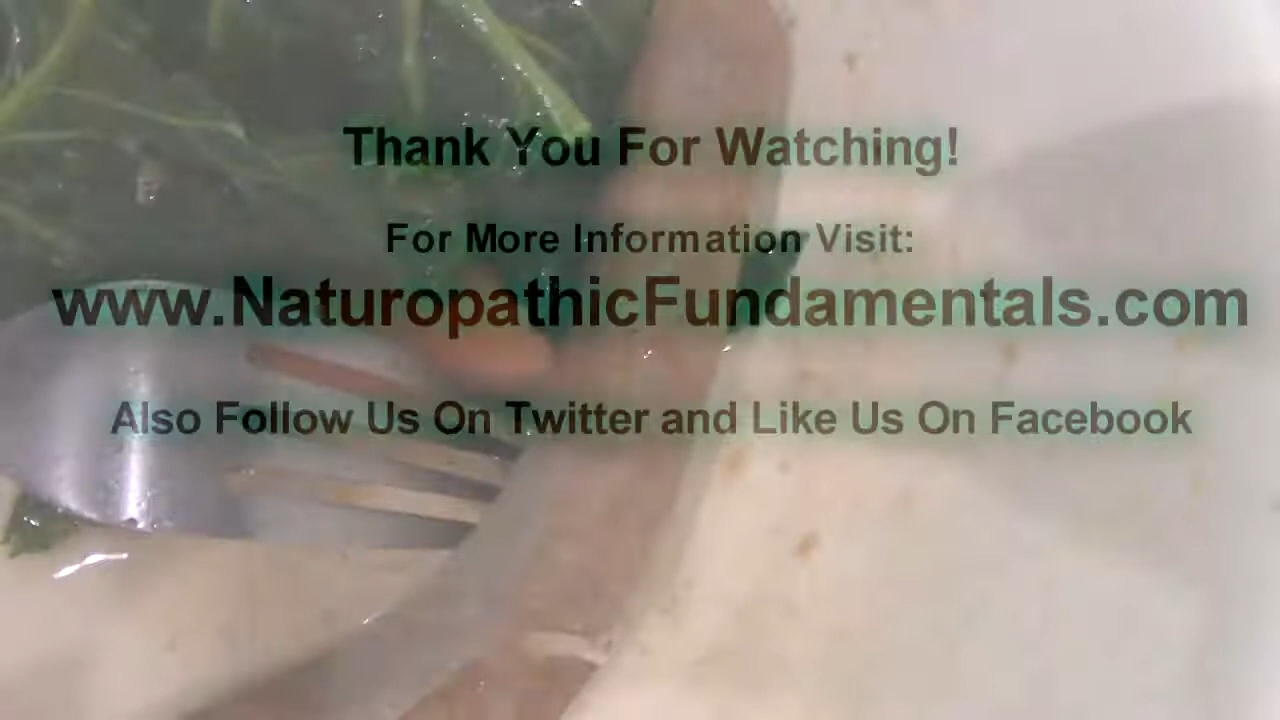 Thank You For Watching!
For More Information Visit:
www.NaturopathicFundamentals.com
Also Follow Us On Twitter and Like Us On Facebook